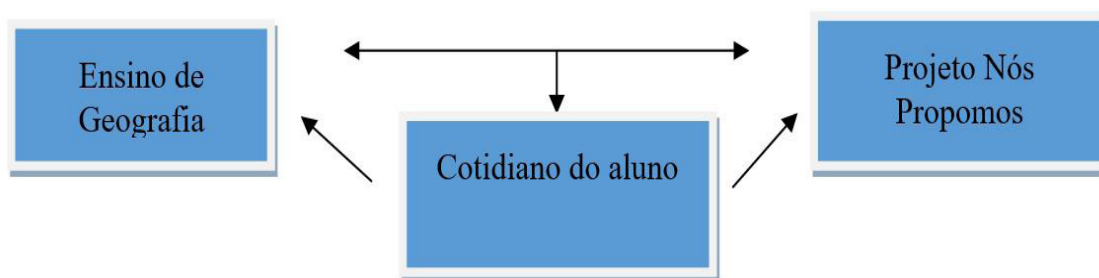 Ensino de
Geografia
Cotidiano do aluno
Projeto Nós
Propomos